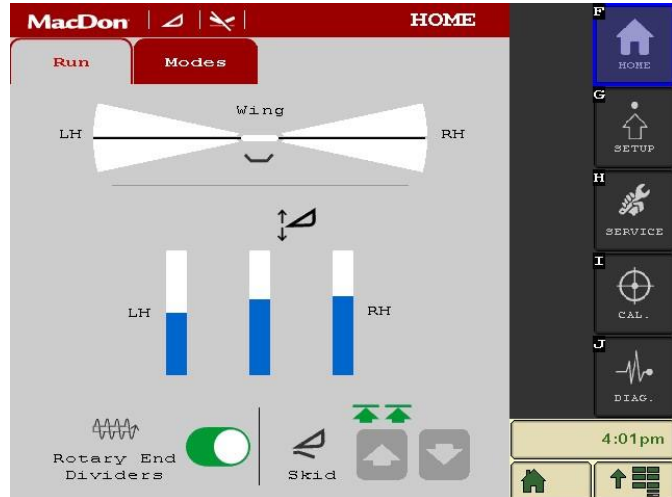 MacDon
HOME
Run
Modes
Wing
LH
RH
LH
RH
Rotary End
Dividers
Skid
F
HOME
G
SETUP
H
SERVICE
I
CAL.
J
DIAG.
4:01pm